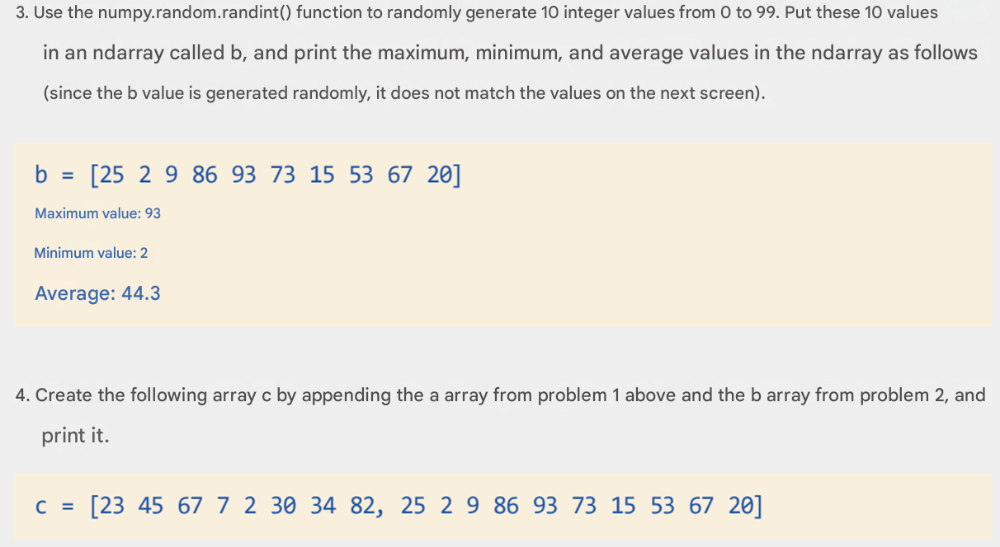 3. Use the numpy.random.randint() function to randomly generate 10 integer values from 0 to 99. Put these 10 values
in an ndarray called b, and print the maximum, minimum, and average values in the ndarray as follows
(since the b value is generated randomly, it does not match the values on the next screen).
b = [25 2 9 86 93 73 15 53 67 20]
Maximum value: 93
Minimum value: 2
Average: 44.3
4. Create the following array c by appending the a array from problem 1 above and the b array from problem 2, and
print it.
c = [23 45 67 7 2 30 34 82, 25 2 9 86 93 73 15 53 67 20]